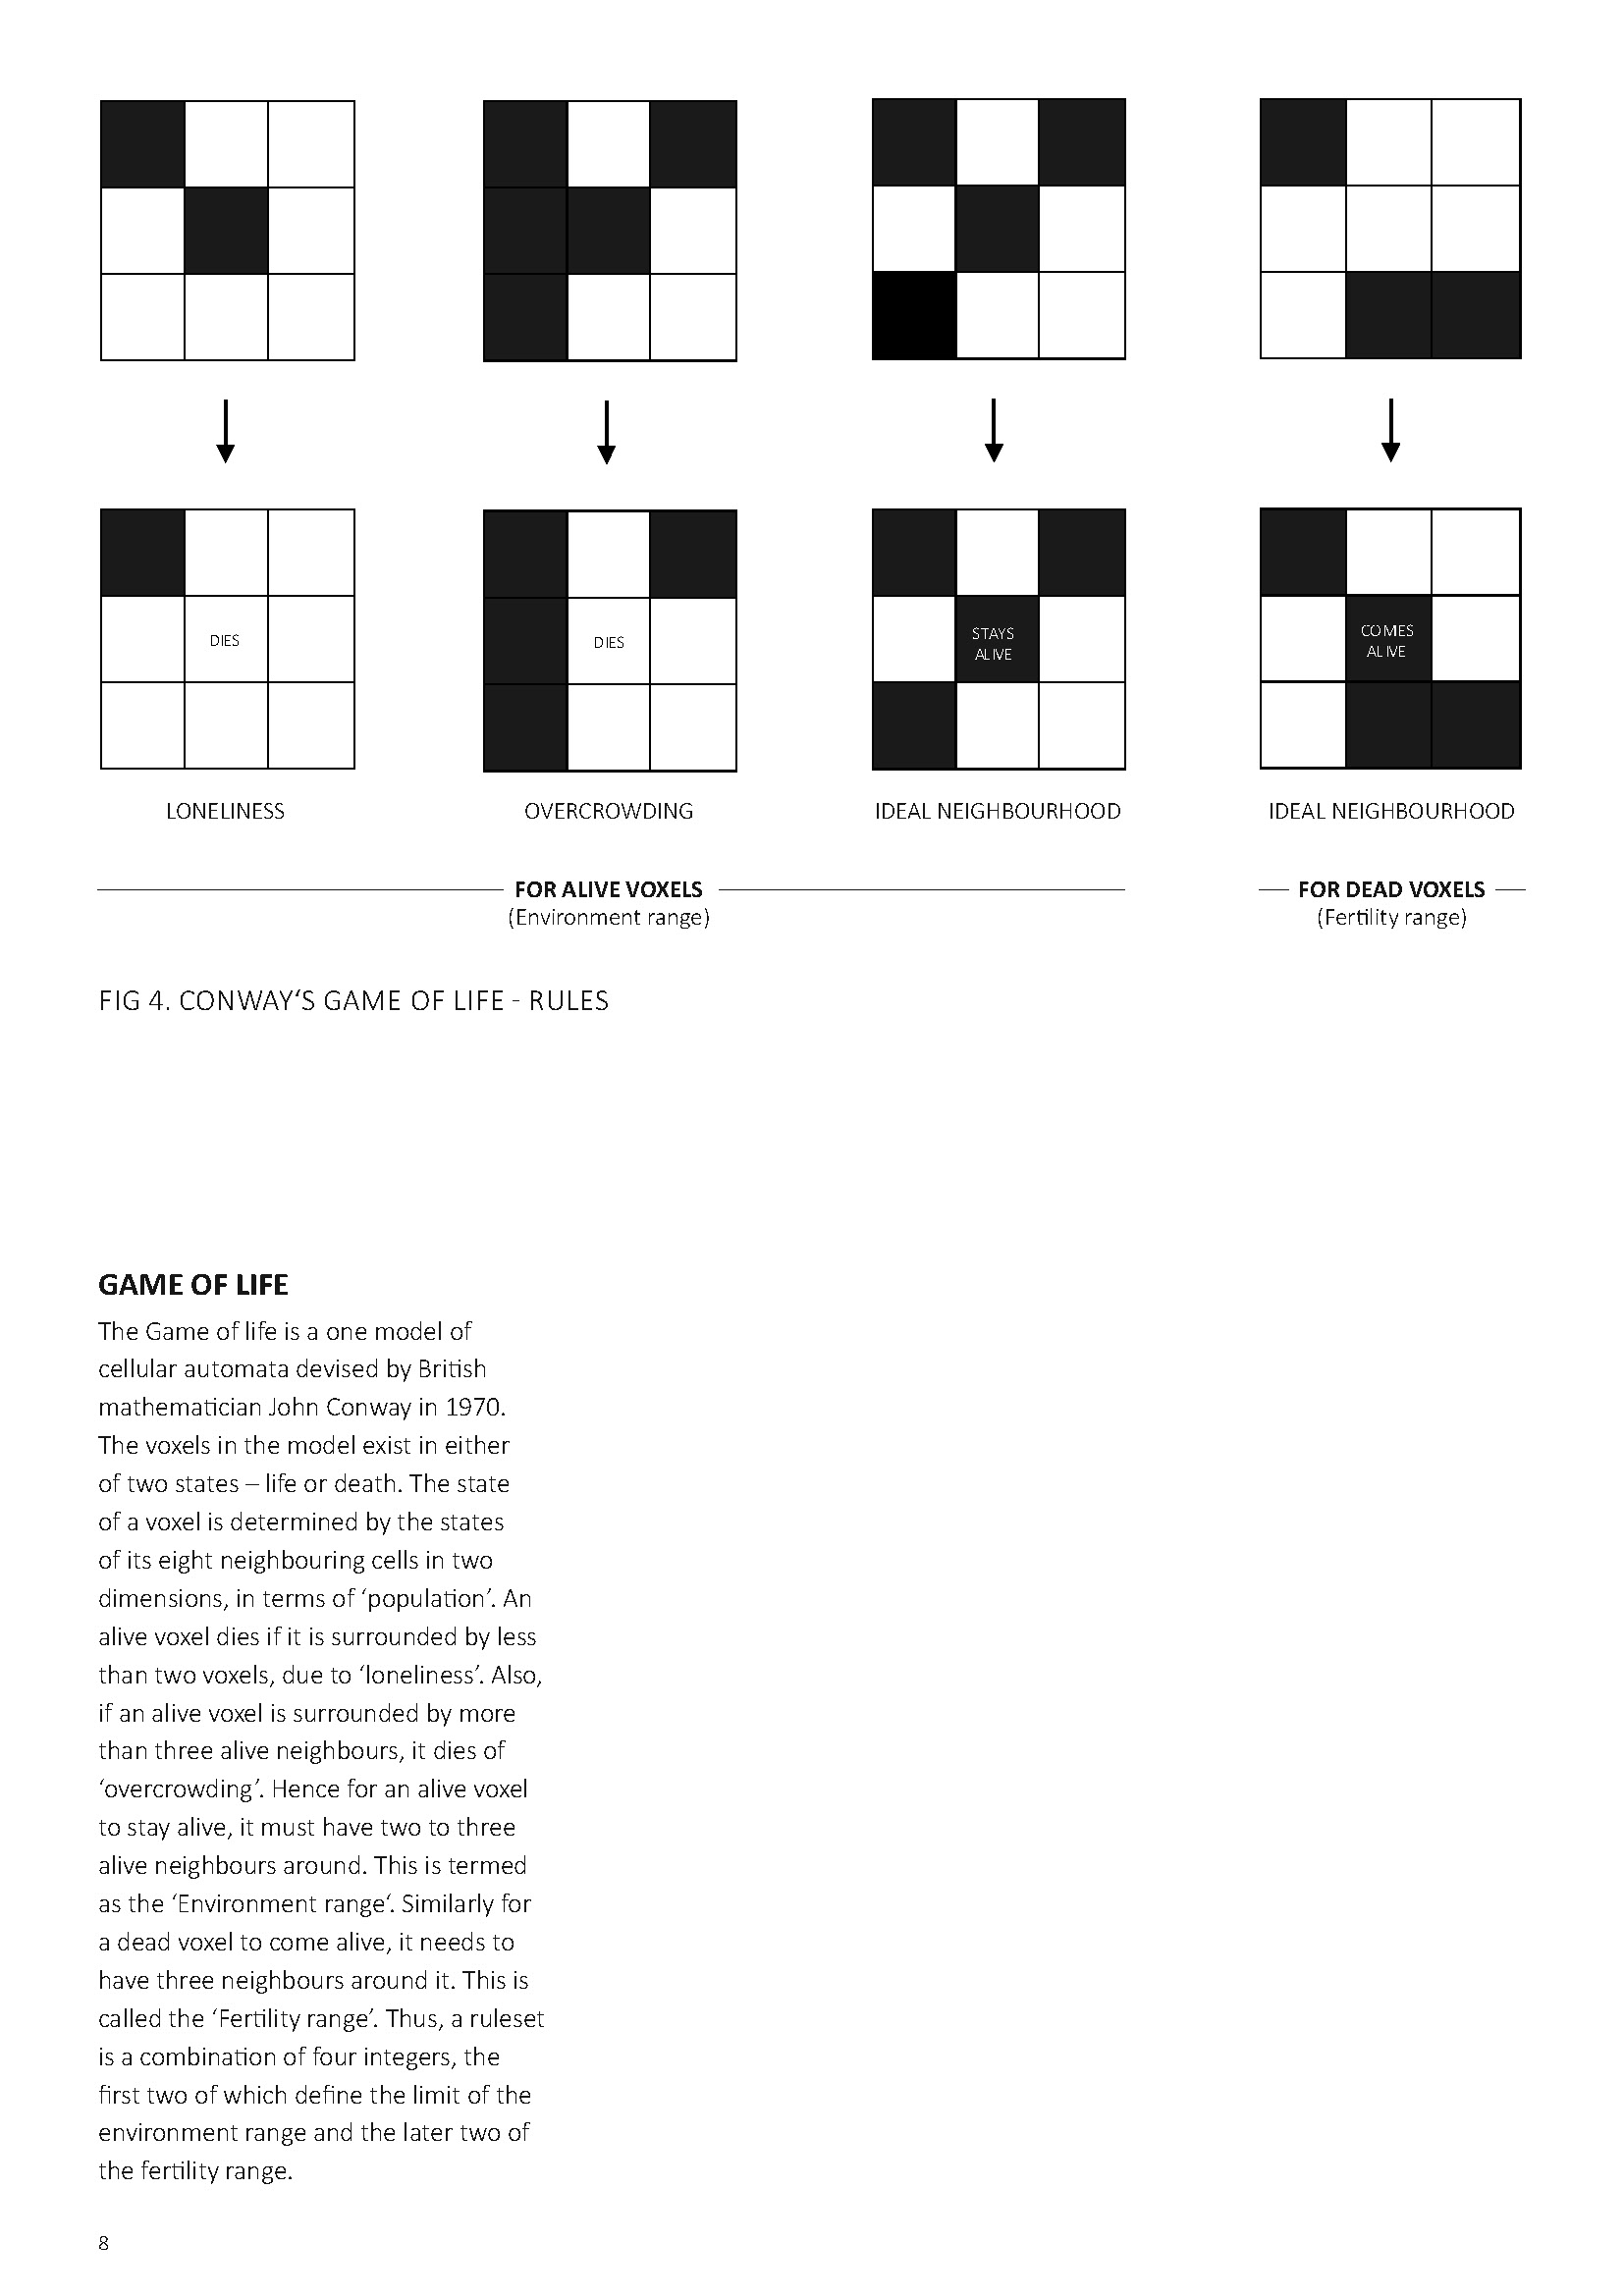 DIES
DIES
STAYS
ALIVE
COMES
ALIVE
LONELINESS
OVERCROWDING
IDEAL NEIGHBOURHOOD
IDEAL NEIGHBOURHOOD
FOR ALIVE VOXELS
(Environment range)
FOR DEAD VOXELS
(Fertility range)
FIG 4. CONWAY‘S GAME OF LIFE - RULES
GAME OF LIFE
The Game of life is a one model of
cellular automata devised by British
mathematician John Conway in 1970.
The voxels in the model exist in either
of two states – life or death. The state
of a voxel is determined by the states
of its eight neighbouring cells in two
dimensions, in terms of ‘population’. An
alive voxel dies if it is surrounded by less
than two voxels, due to ‘loneliness’. Also,
if an alive voxel is surrounded by more
than three alive neighbours, it dies of
‘overcrowding’. Hence for an alive voxel
to stay alive, it must have two to three
alive neighbours around. This is termed
as the ‘Environment range‘. Similarly for
a dead voxel to come alive, it needs to
have three neighbours around it. This is
called the ‘Fertility range’. Thus, a ruleset
is a combination of four integers, the
first two of which define the limit of the
environment range and the later two of
the fertility range.
8